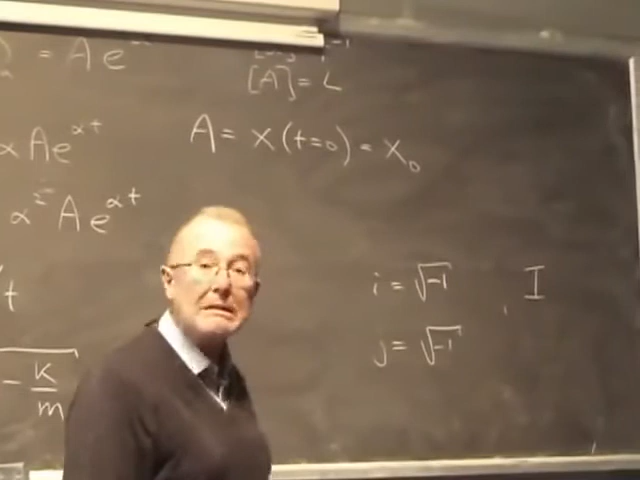 = Ae
[A] = L
αAe^αt
A = X(t=0) = X₀
α²Ae^αt
i = √-1 , I
t
j = √-1
- K/m